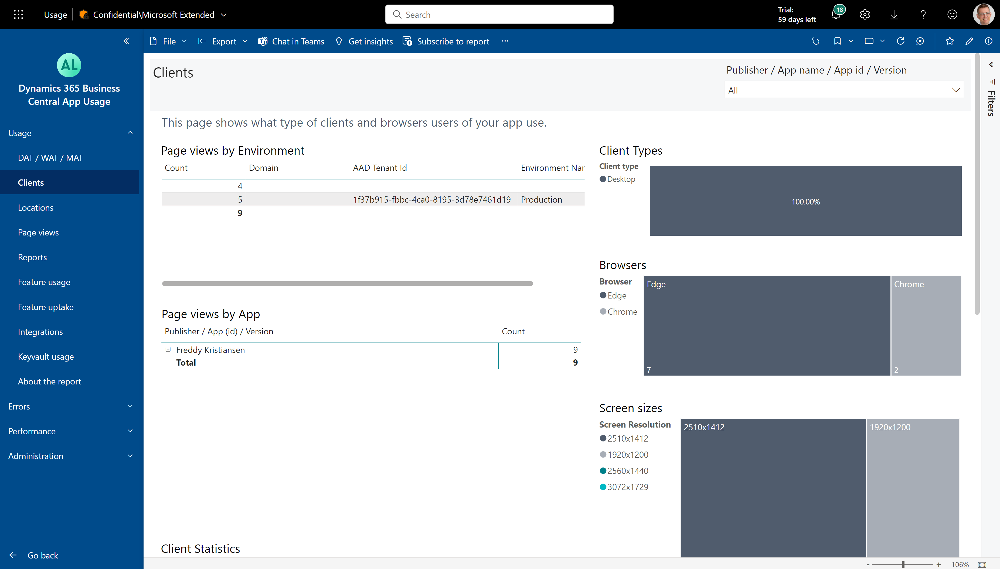 Usage
Confidential\Microsoft Extended
Search
Trial:
59 days left
18
File
Export
Chat in Teams
Get insights
Subscribe to report
AL
Dynamics 365 Business
Central App Usage
Usage
DAT / WAT / MAT
Clients
Locations
Page views
Reports
Feature usage
Feature uptake
Integrations
Keyvault usage
About the report
Errors
Performance
Administration
Go back
Clients
Publisher / App name / App id / Version
All
Filters
This page shows what type of clients and browsers users of your app use.
Page views by Environment
Count Domain AAD Tenant Id Environment Nar
4
5 1f37b915-fbbc-4ca0-8195-3d78e7461d19 Production
9
Page views by App
Publisher / App (id) / Version Count
Freddy Kristiansen 9
Total 9
Client Statistics
Client Types
Client type
Desktop
100.00%
Browsers
Browser
Edge
Chrome
Edge
7
Chrome
2
Screen sizes
Screen Resolution
2510x1412
1920x1200
2560x1440
3072x1729
2510x1412
1920x1200
- + 106%